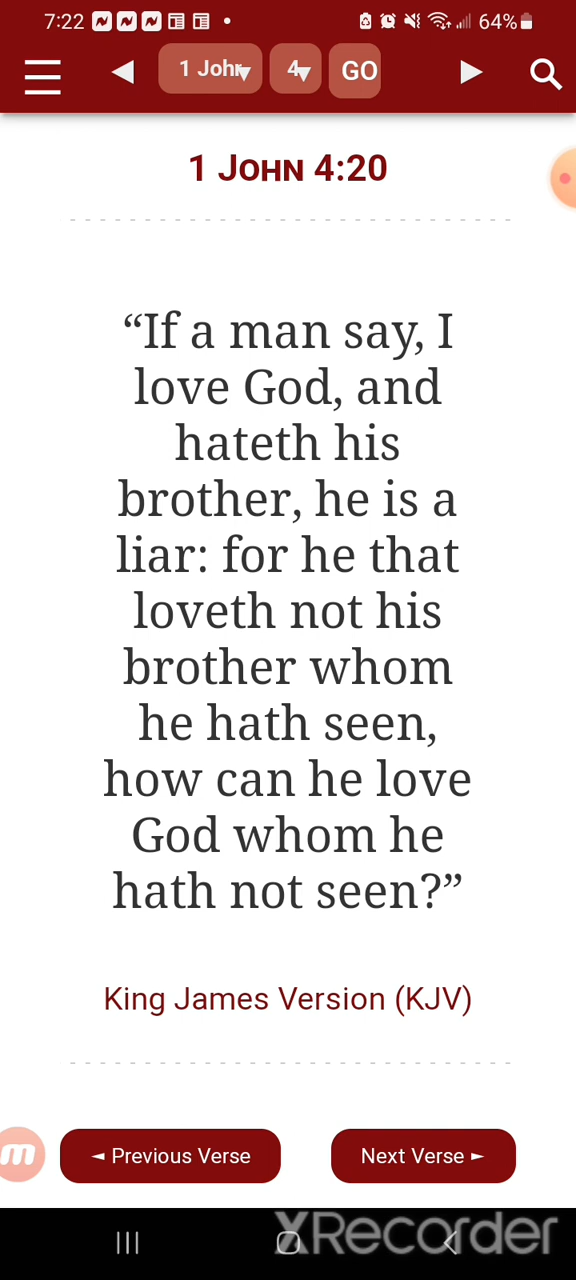 7:22
64%
1 John
4
GO
1 JOHN 4:20
“If a man say, I
love God, and
hateth his
brother, he is a
liar: for he that
loveth not his
brother whom
he hath seen,
how can he love
God whom he
hath not seen?”
King James Version (KJV)
◄ Previous Verse
Next Verse ►
m
XRecorder